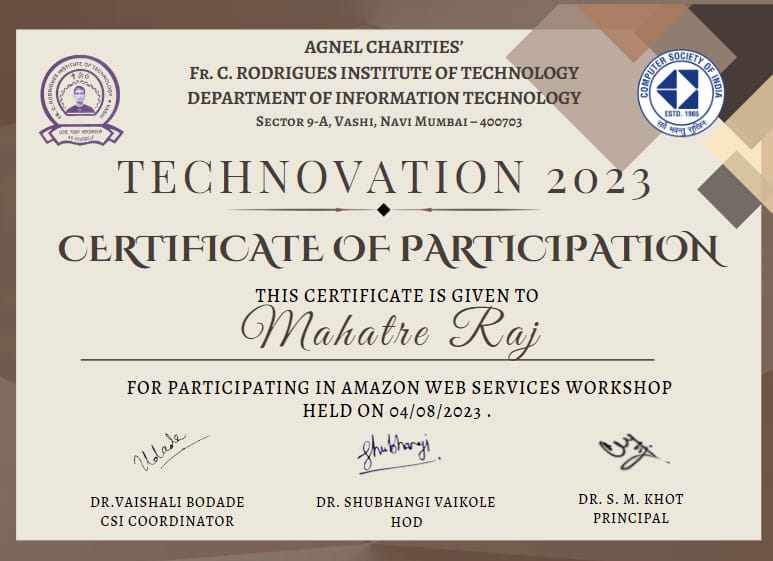 AGNEL CHARITIES'
FR. C. RODRIGUES INSTITUTE OF TECHNOLOGY
DEPARTMENT OF INFORMATION TECHNOLOGY
SECTOR 9-A, VASHI, NAVI MUMBAI – 400703
FR. C. RODRIGUES INSTITUTE OF TECHNOLOGY VASHI
LOVE YOUR NEIGHBOUR
AS YOURSELF
COMPUTER SOCIETY OF INDIA
ESTD. 1965
सर्वे भवन्तु सुखिनः
TECHNOVATION 2023
CERTIFICATE OF PARTICIPATION
THIS CERTIFICATE IS GIVEN TO
Mahatre Raj
FOR PARTICIPATING IN AMAZON WEB SERVICES WORKSHOP
HELD ON 04/08/2023 .
Udade
Shubhangi
DR.VAISHALI BODADE
CSI COORDINATOR
DR. SHUBHANGI VAIKOLE
HOD
DR. S. M. KHOT
PRINCIPAL